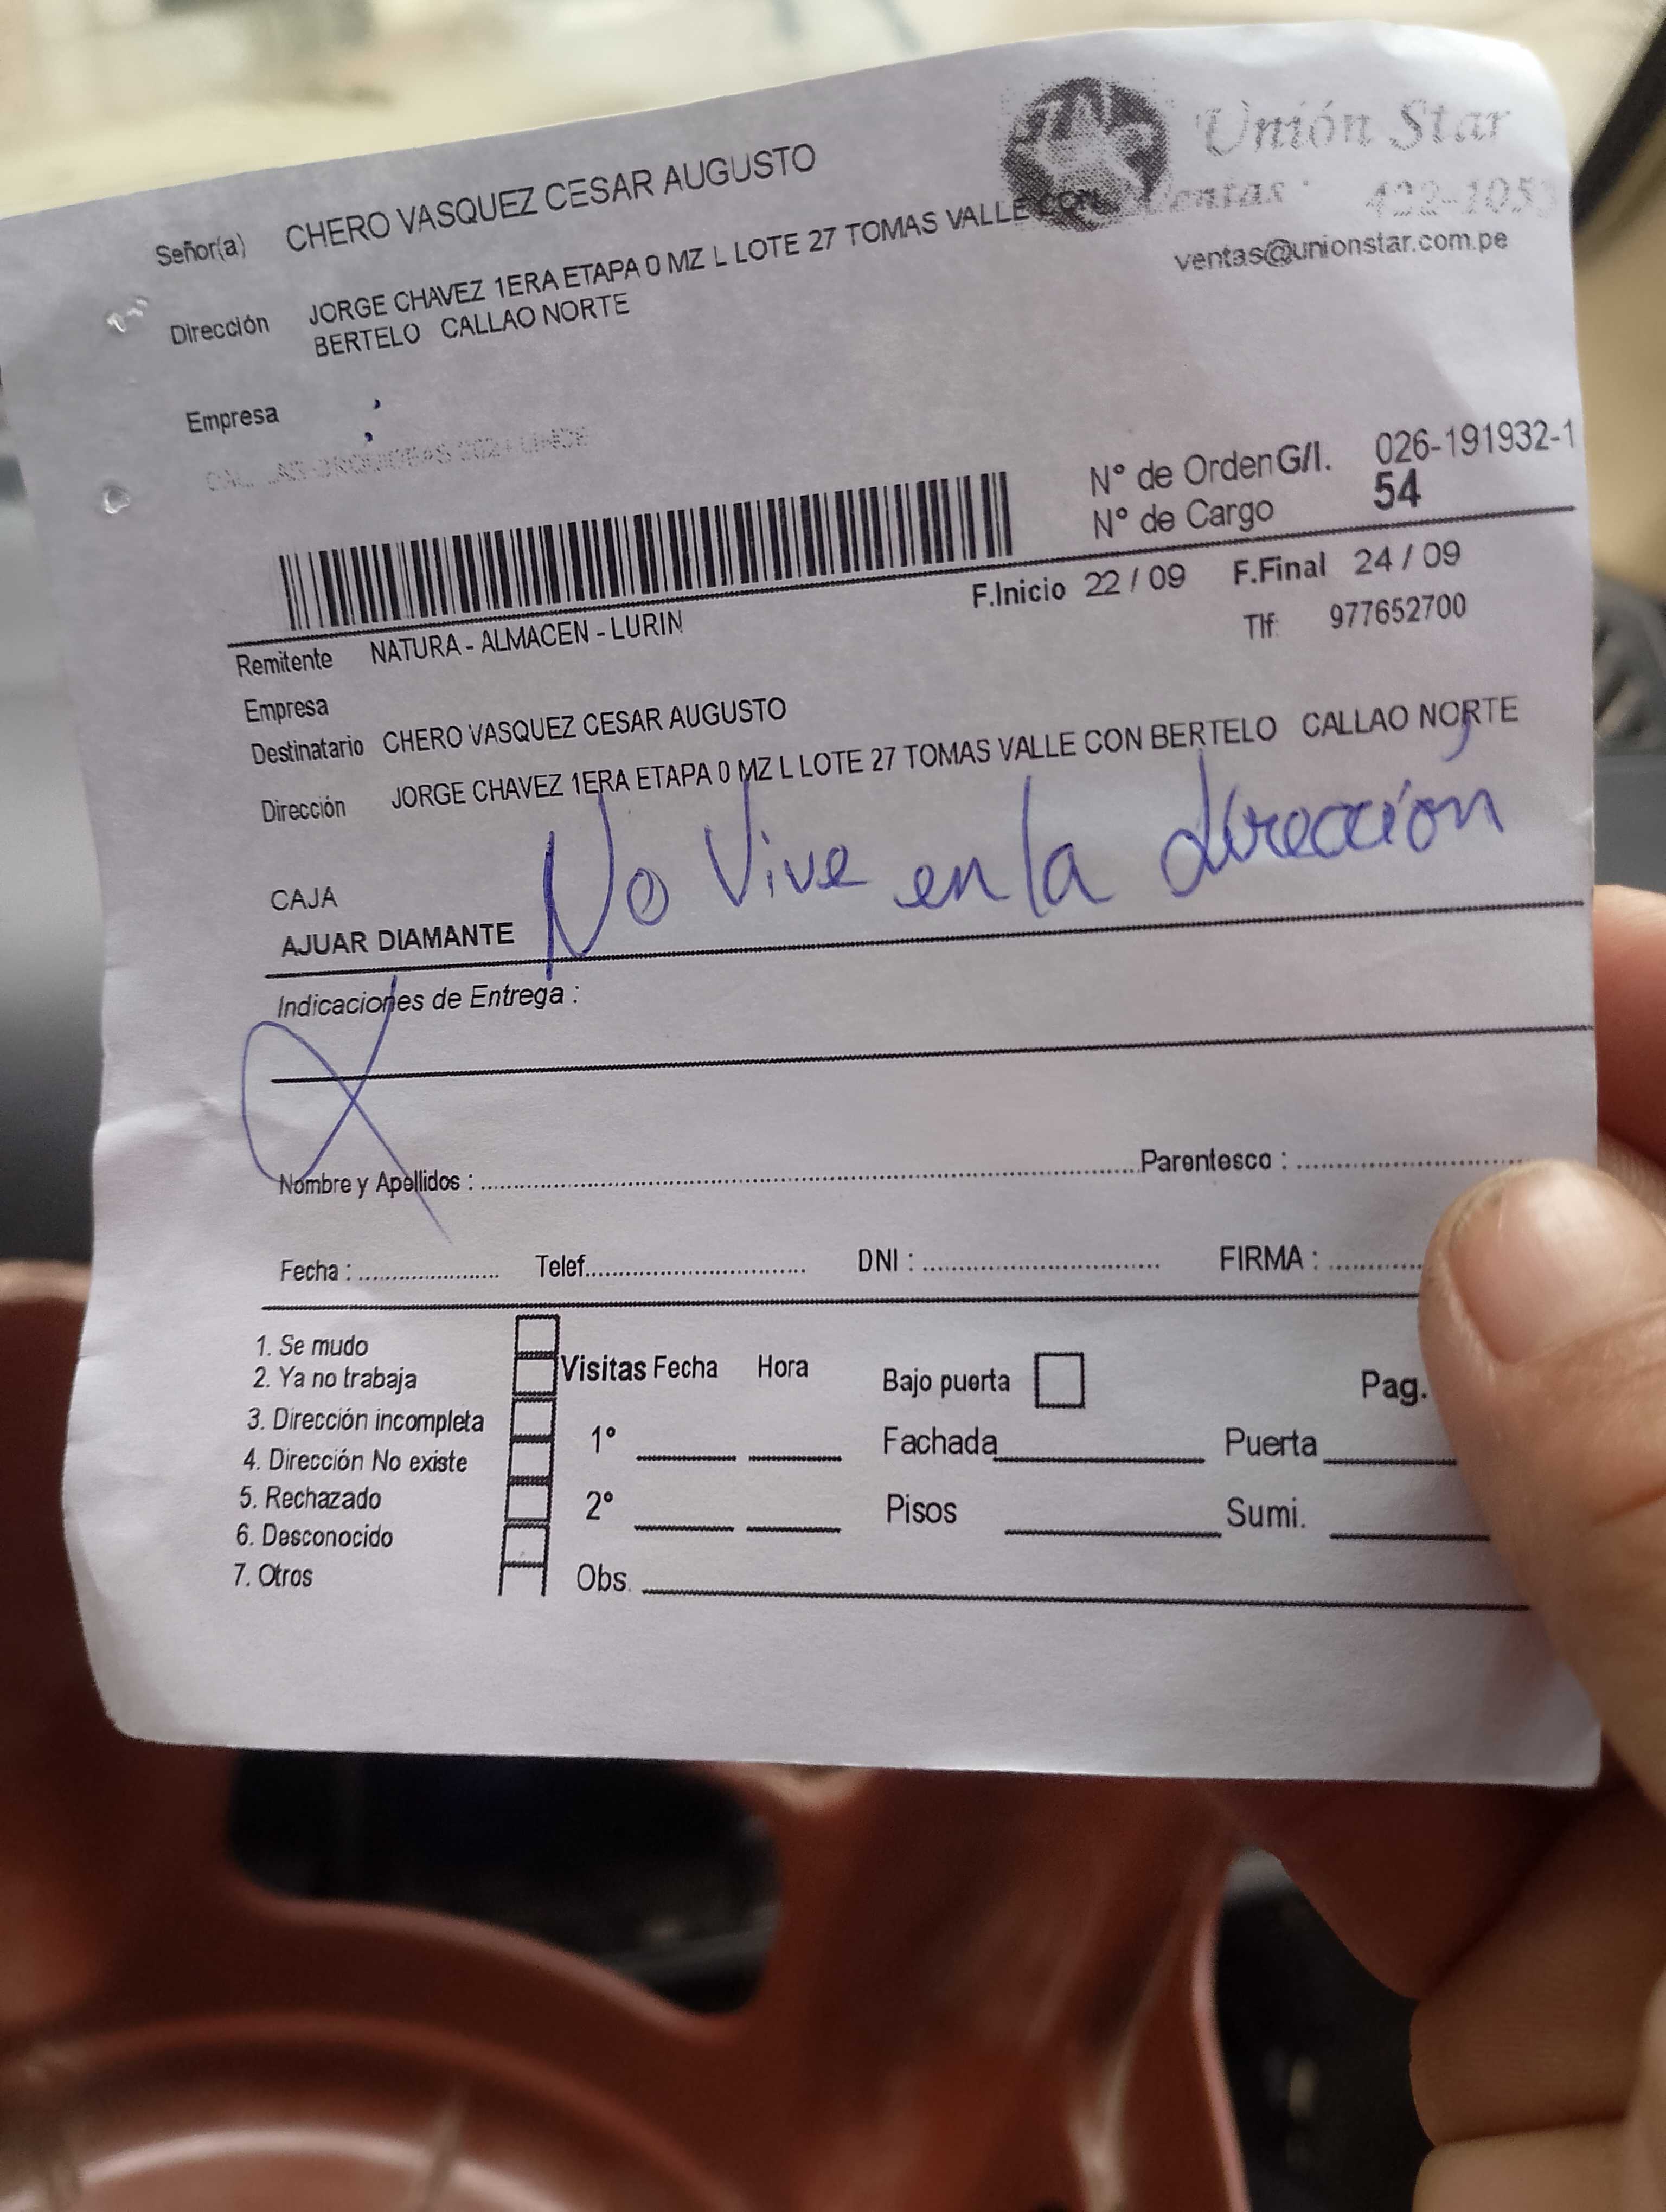 Unión Star
Ventas: 422-1053
ventas@unionstar.com.pe
Señor(a) CHERO VASQUEZ CESAR AUGUSTO
Dirección JORGE CHAVEZ 1ERA ETAPA 0 MZ L LOTE 27 TOMAS VALLE CON
BERTELO CALLAO NORTE
Empresa
N° de Orden G/I. 026-191932-1
N° de Cargo 54
F.Inicio 22 / 09 F.Final 24 / 09
Remitente NATURA - ALMACEN - LURIN
Tlf: 977652700
Empresa
Destinatario CHERO VASQUEZ CESAR AUGUSTO
Dirección JORGE CHAVEZ 1ERA ETAPA 0 MZ L LOTE 27 TOMAS VALLE CON BERTELO CALLAO NORTE
No Vive en la dirección
CAJA
AJUAR DIAMANTE
Indicaciones de Entrega :
Nombre y Apellidos : Parentesco :
Fecha : Telef. DNI : FIRMA :
1. Se mudo
2. Ya no trabaja
3. Dirección incompleta
4. Dirección No existe
5. Rechazado
6. Desconocido
7. Otros
Visitas Fecha Hora Bajo puerta Pag.
1° Fachada Puerta
2° Pisos Sumi.
Obs.